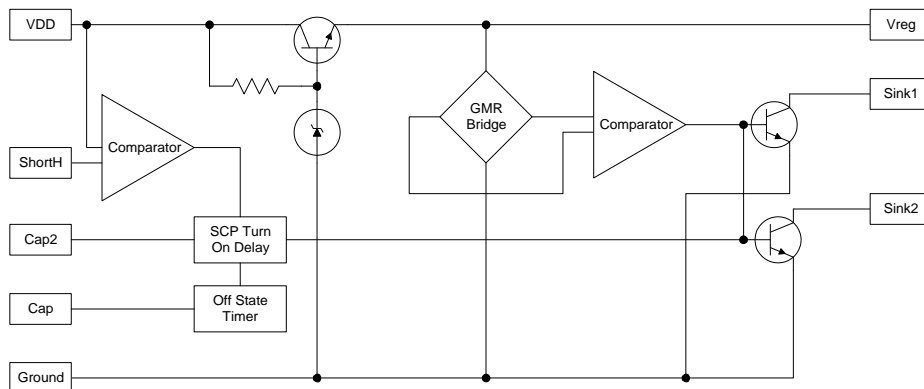 VDD
Vreg
GMR
Bridge
Sink1
Comparator
Comparator
ShortH
Sink2
Cap2
SCP Turn
On Delay
Cap
Off State
Timer
Ground